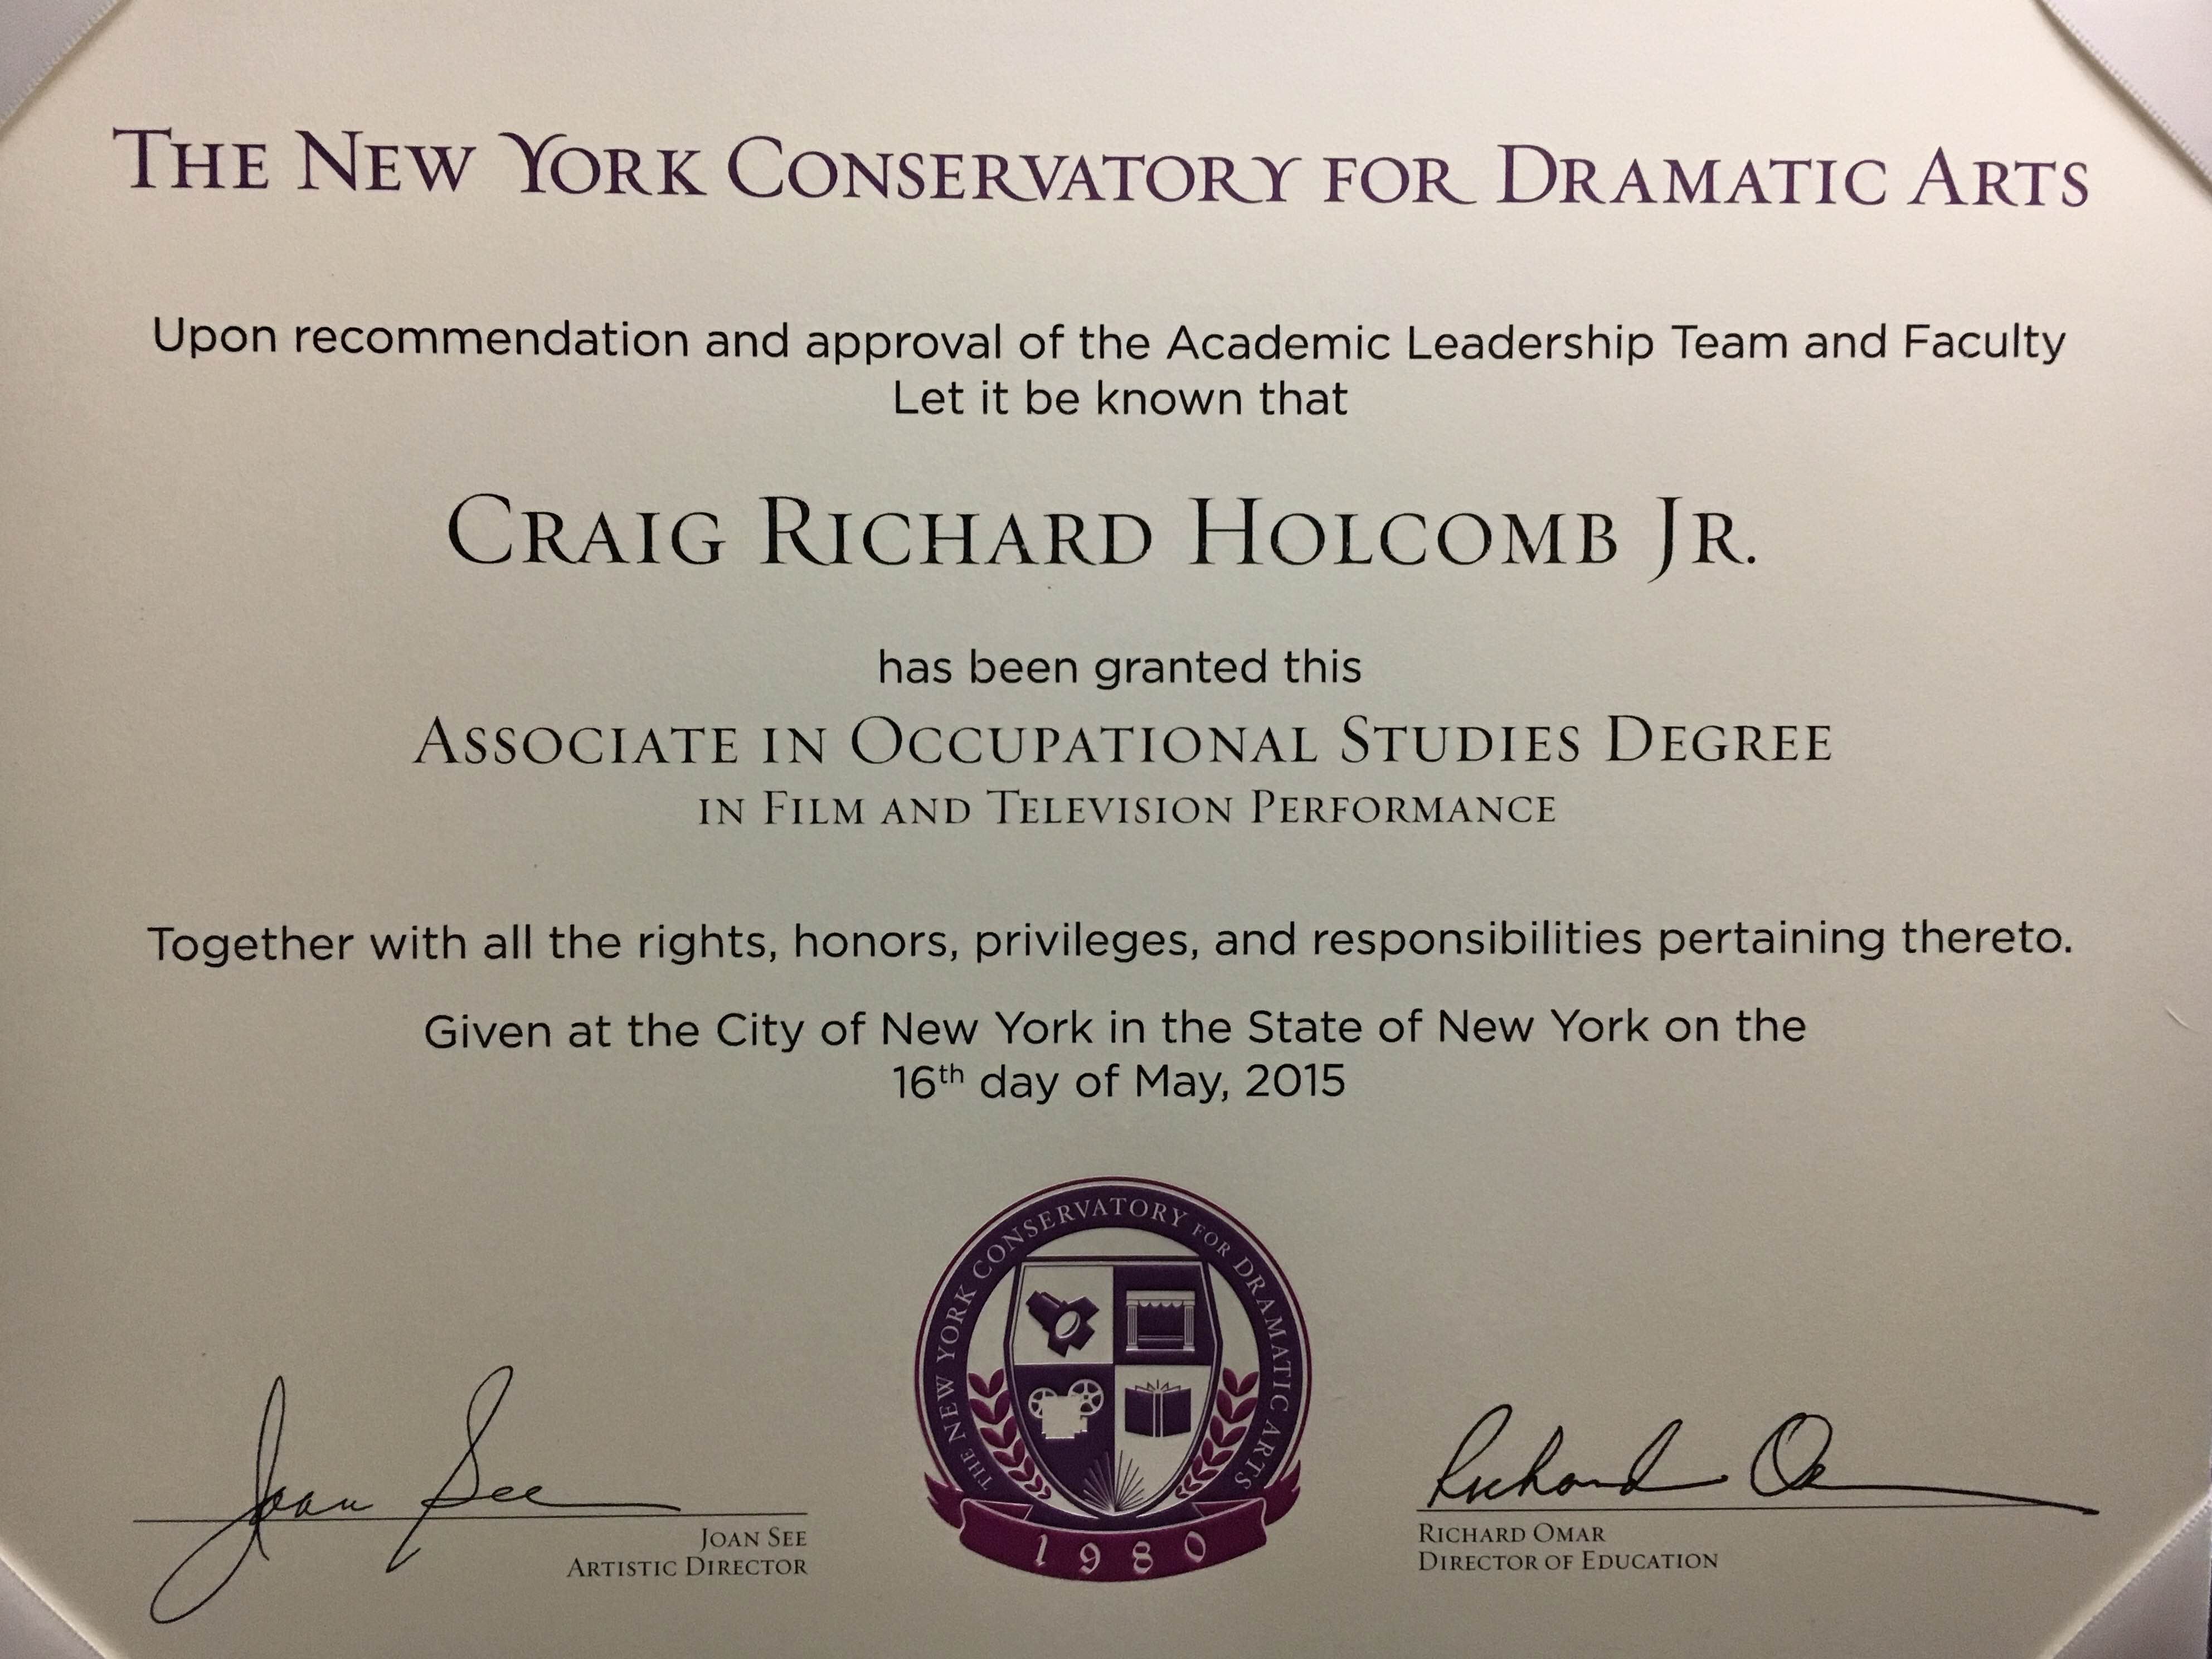 THE NEW YORK CONSERVATORY FOR DRAMATIC ARTS
Upon recommendation and approval of the Academic Leadership Team and Faculty
Let it be known that
CRAIG RICHARD HOLCOMB JR.
has been granted this
ASSOCIATE IN OCCUPATIONAL STUDIES DEGREE
IN FILM AND TELEVISION PERFORMANCE
Together with all the rights, honors, privileges, and responsibilities pertaining thereto.
Given at the City of New York in the State of New York on the
16th day of May, 2015
THE NEW YORK CONSERVATORY FOR DRAMATIC ARTS
1980
Joan See
JOAN SEE
ARTISTIC DIRECTOR
Richard O
RICHARD OMAR
DIRECTOR OF EDUCATION